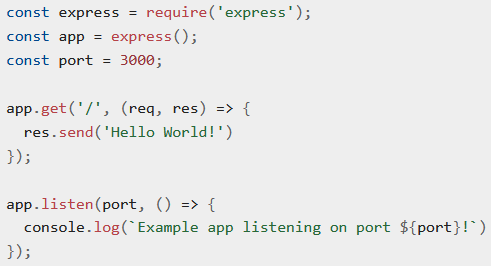 const express = require('express');
const app = express();
const port = 3000;

app.get('/', (req, res) => {
  res.send('Hello World!')
});

app.listen(port, () => {
  console.log(`Example app listening on port ${port}!`)
});